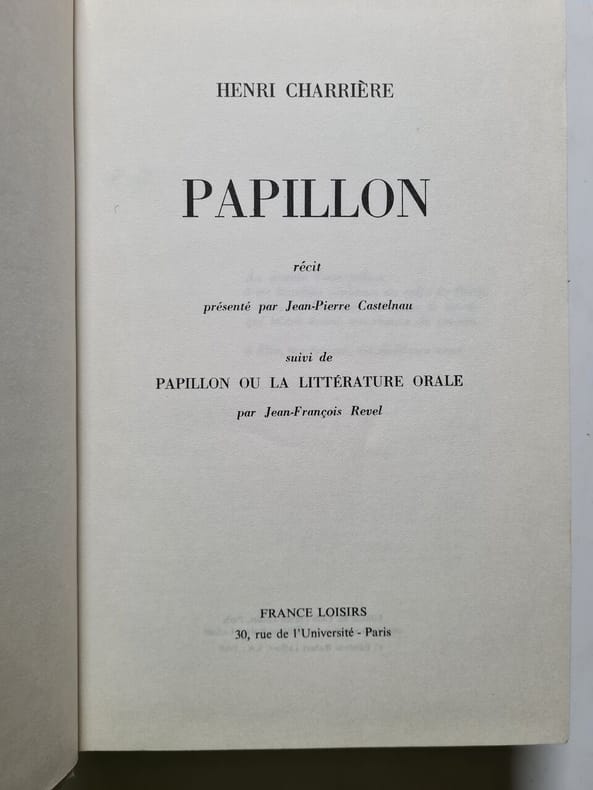 HENRI CHARRIÈRE
PAPILLON
récit
présenté par Jean-Pierre Castelnau
suivi de
PAPILLON OU LA LITTÉRATURE ORALE
par Jean-François Revel
FRANCE LOISIRS
30, rue de l'Université - Paris